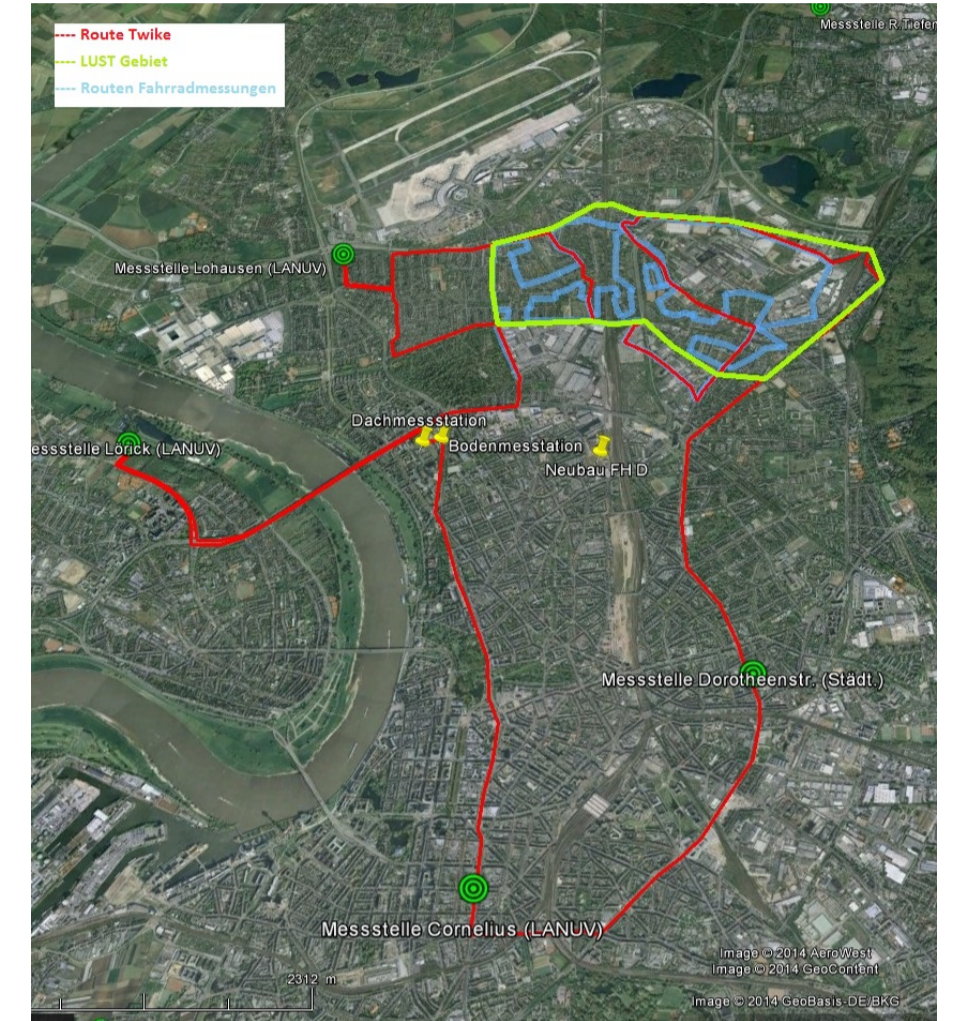 ---- Route Twike
---- LUST Gebiet
---- Routen Fahrradmessungen
Messstelle R.Tiefen
Messstelle Lohausen (LANUV)
Dachmessstation
essstelle Lörick (LANUV)
Bodenmesstation
Neubau FH D
Messstelle Dorotheenstr. (Städt.)
Messstelle Cornelius (LANUV)
Image © 2014 AeroWest
Image © 2014 GeoContent
2312 m
Image © 2014 GeoBasis-DE/BKG